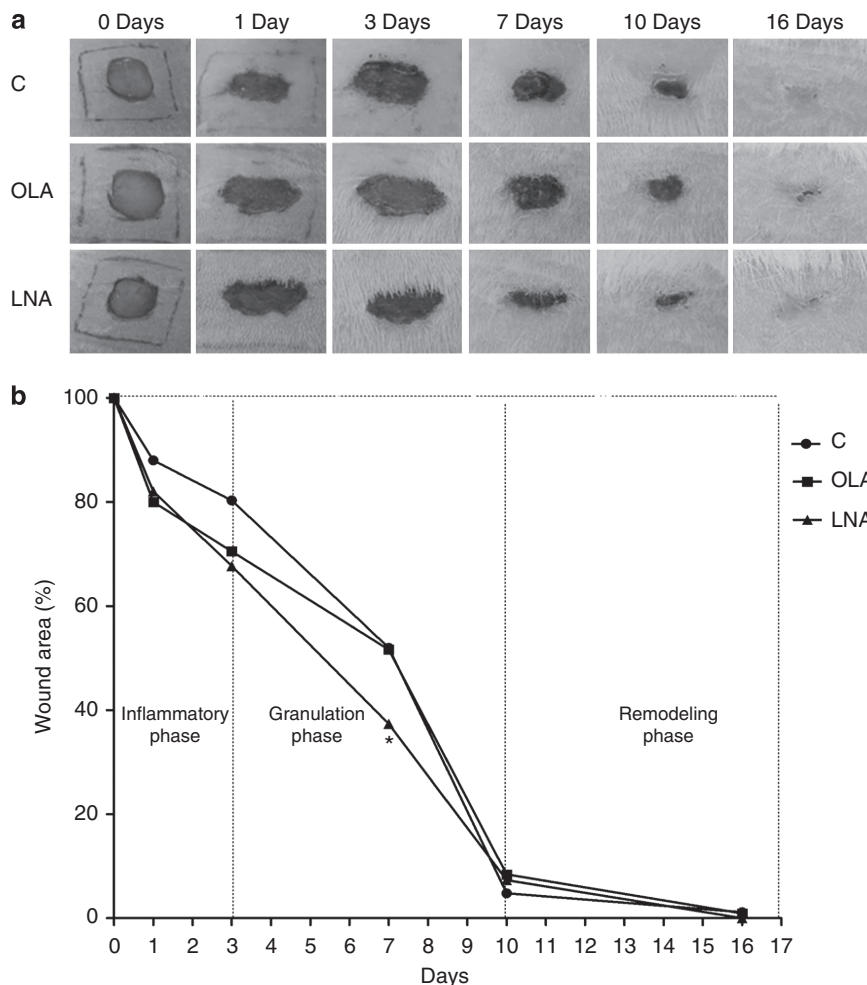 a
0 Days 1 Day 3 Days 7 Days 10 Days 16 Days
C
OLA
LNA
b
100
80
60
40
20
0
Wound area (%)
C
OLA
LNA
Inflammatory
phase
Granulation
phase
Remodeling
phase
*
0 1 2 3 4 5 6 7 8 9 10 11 12 13 14 15 16 17
Days